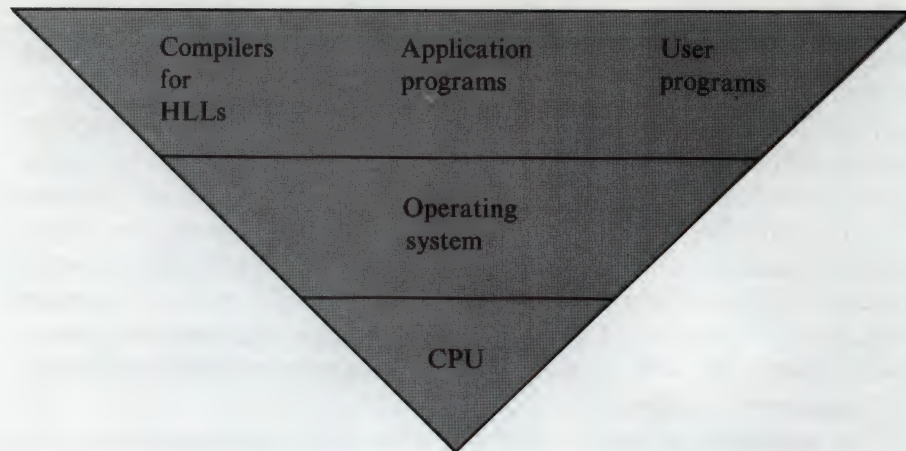 Compilers
for
HLLs
Application
programs
User
programs
Operating
system
CPU